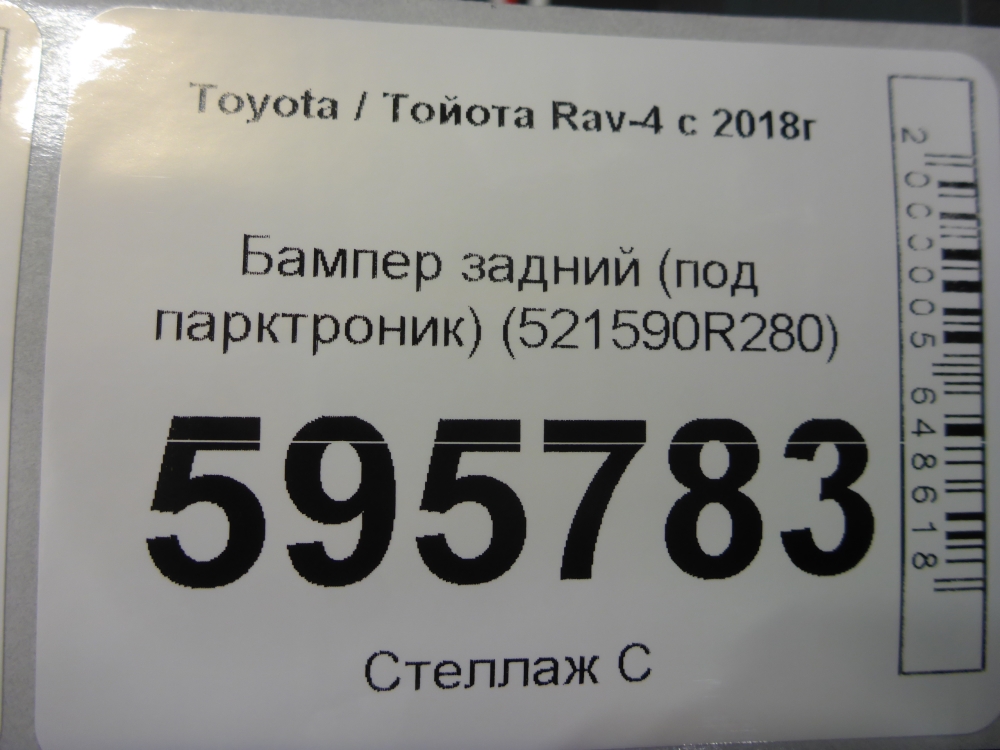 Toyota / Тойота Rav-4 с 2018г
Бампер задний (под
парктроник) (521590R280)
595783
Стеллаж С
2000005648618